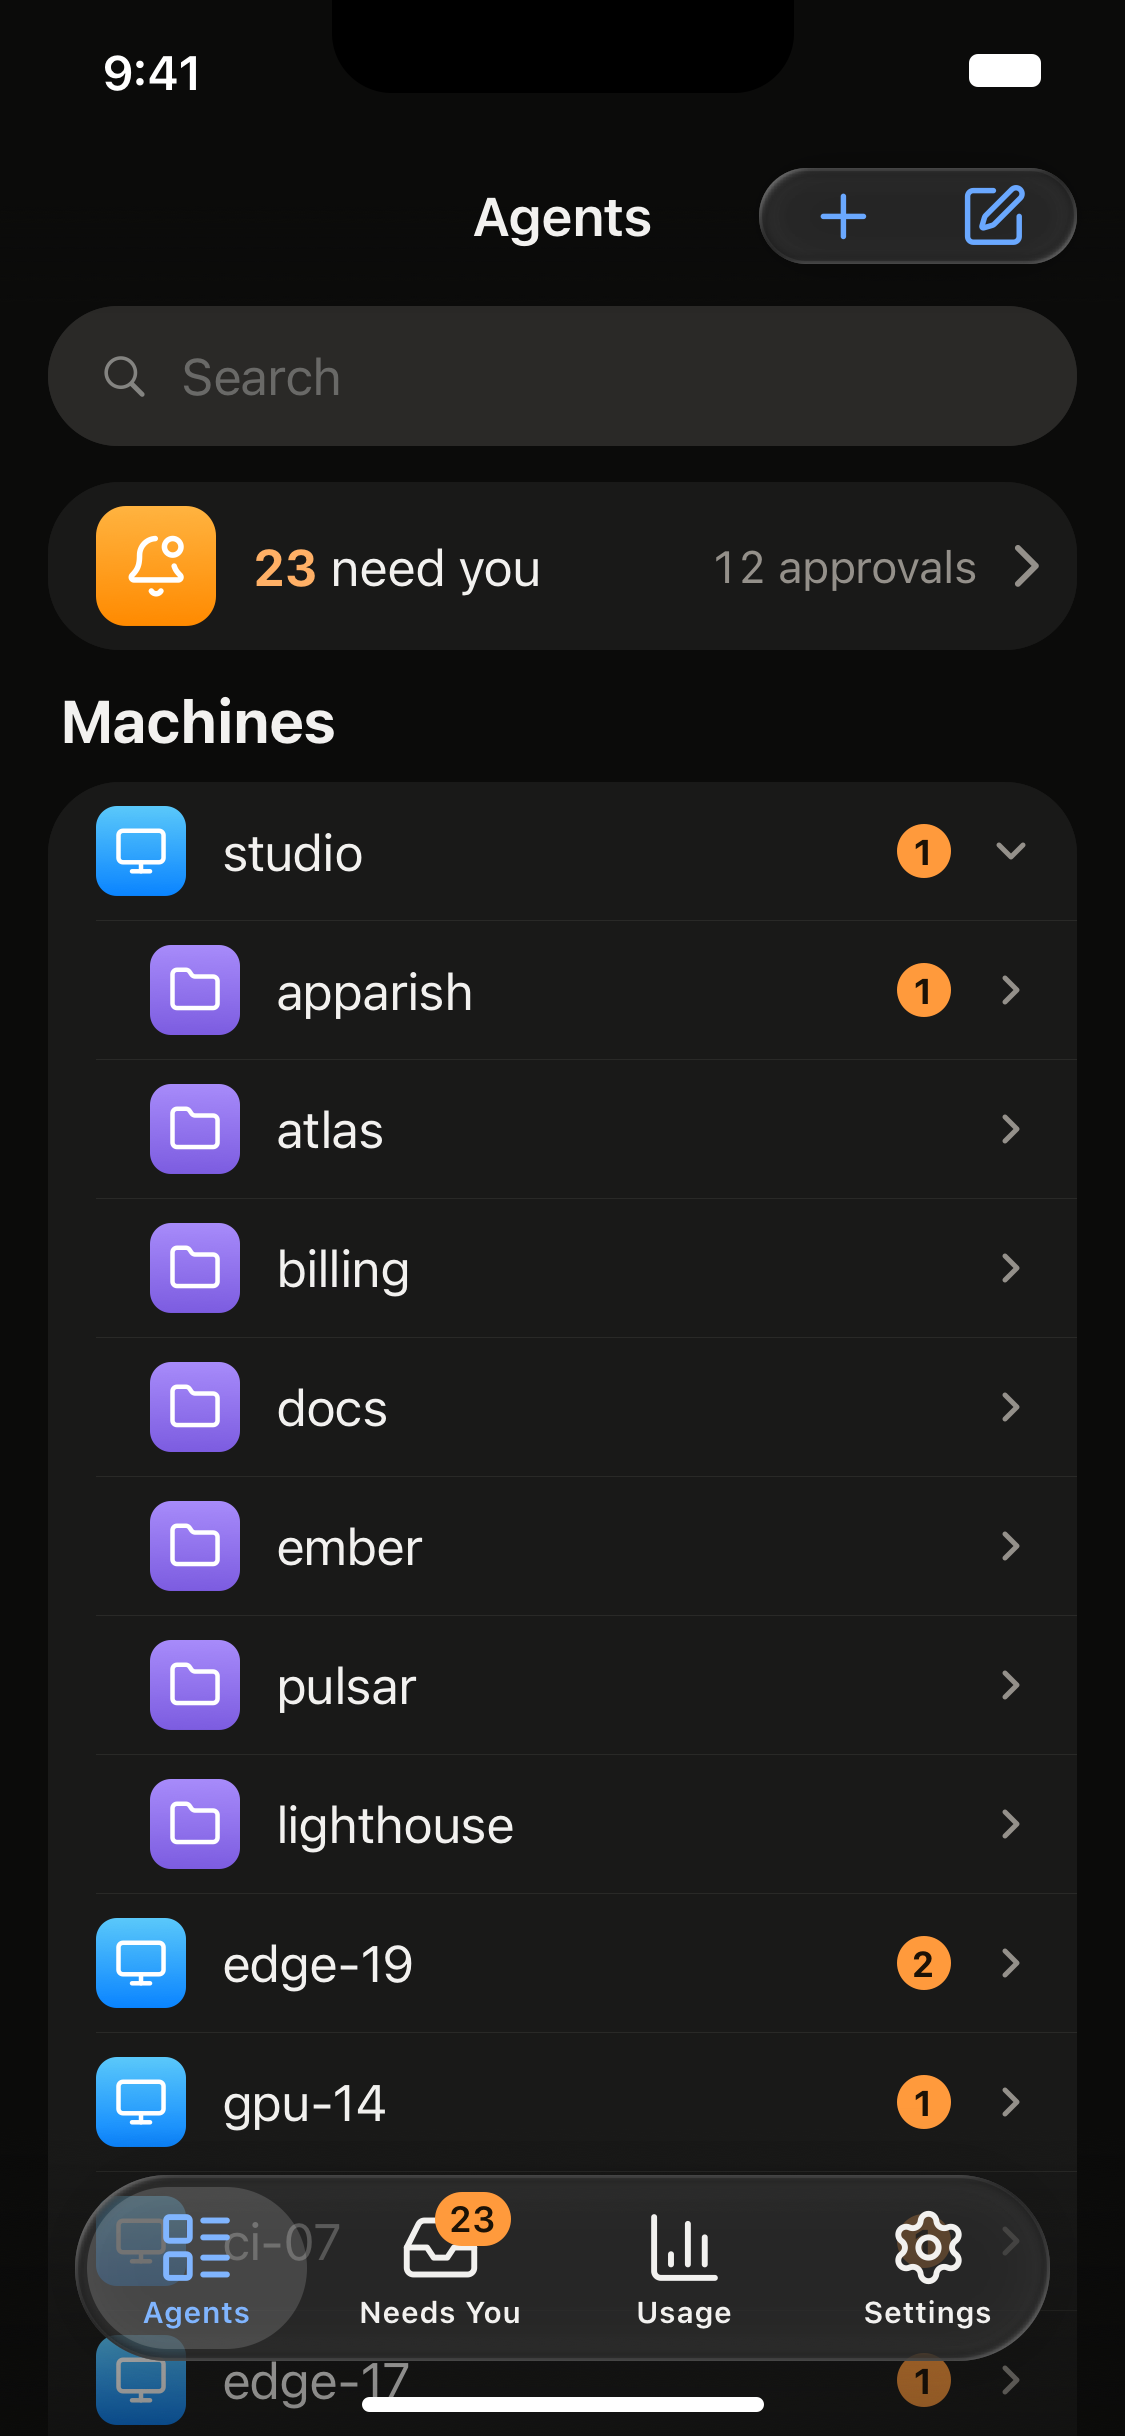 9:41
Agents
Search
23 need you 12 approvals
Machines
studio 1
apparish 1
atlas
billing
docs
ember
pulsar
lighthouse
edge-19 2
gpu-14 1
ci-07
23
Agents Needs You Usage Settings
edge-17 1